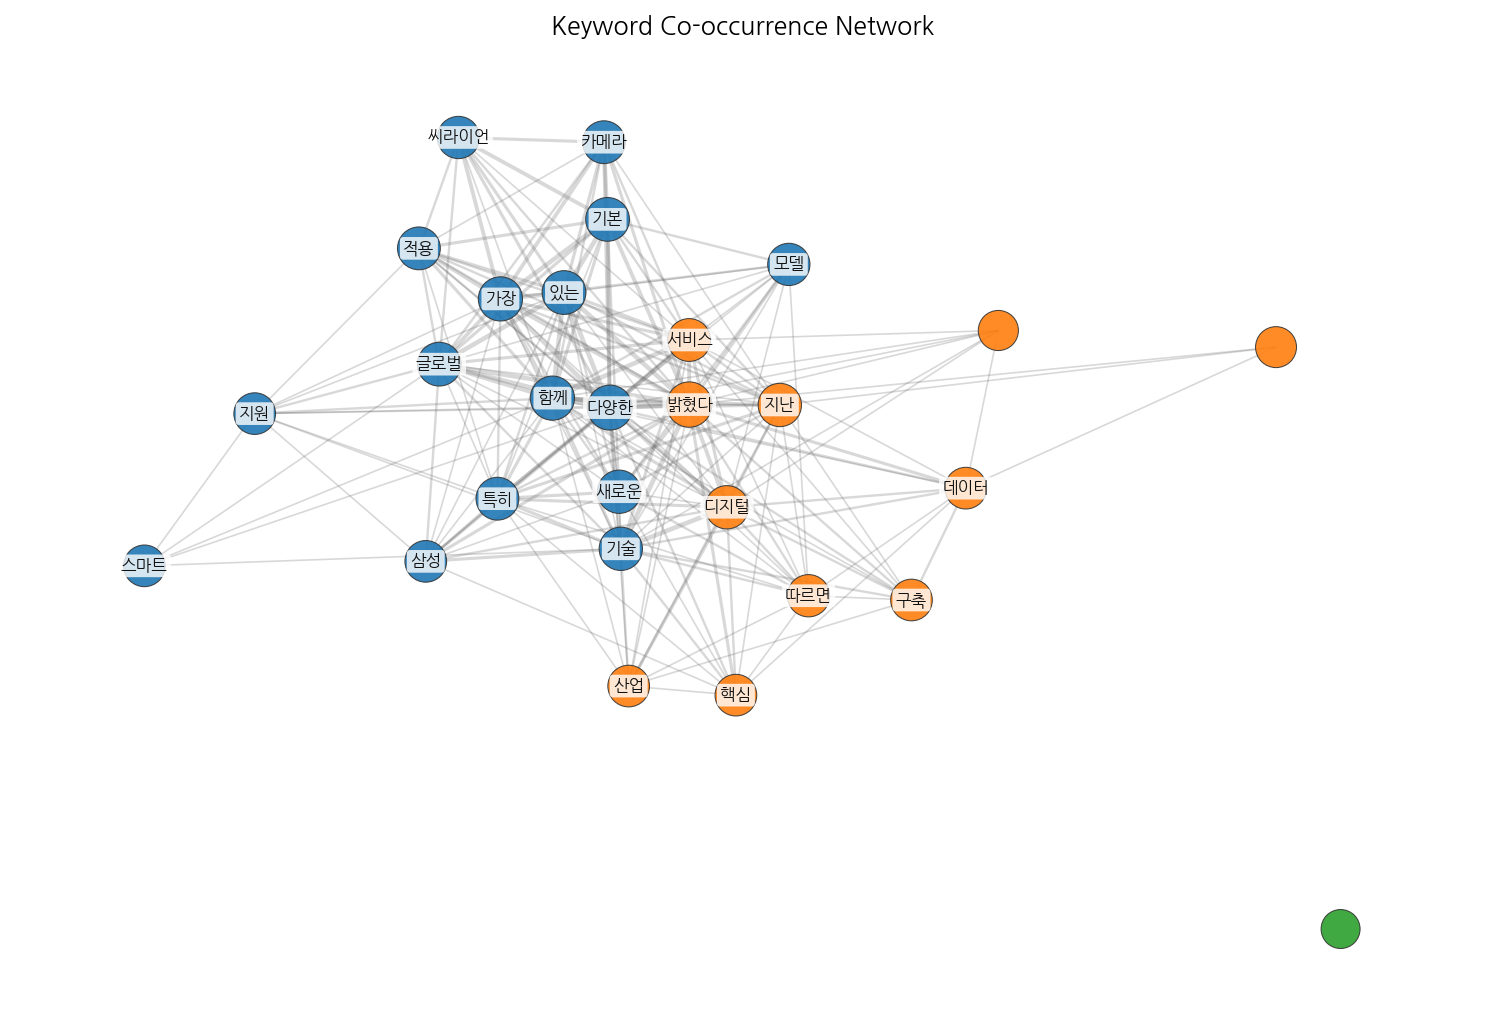 Keyword Co-occurrence Network
씨라이언
카메라
기본
적용
모델
가장
있는
서비스
글로벌
함께
다양한
밝혔다
지난
지원
데이터
특히
새로운
디지털
기술
삼성
스마트
따르면
구축
산업
핵심